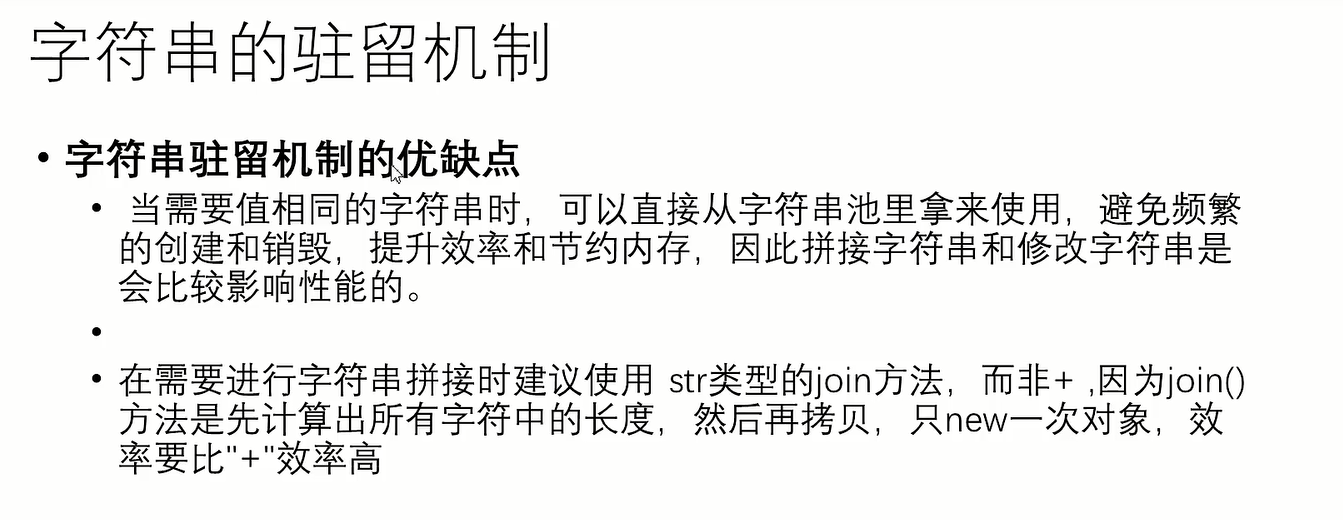 字符串的驻留机制
• 字符串驻留机制的优缺点
• 当需要值相同的字符串时，可以直接从字符串池里拿来使用，避免频繁
的创建和销毁，提升效率和节约内存，因此拼接字符串和修改字符串是
会比较影响性能的。
•
• 在需要进行字符串拼接时建议使用 str类型的join方法，而非+ ,因为join()
方法是先计算出所有字符中的长度，然后再拷贝，只new一次对象，效
率要比"+"效率高